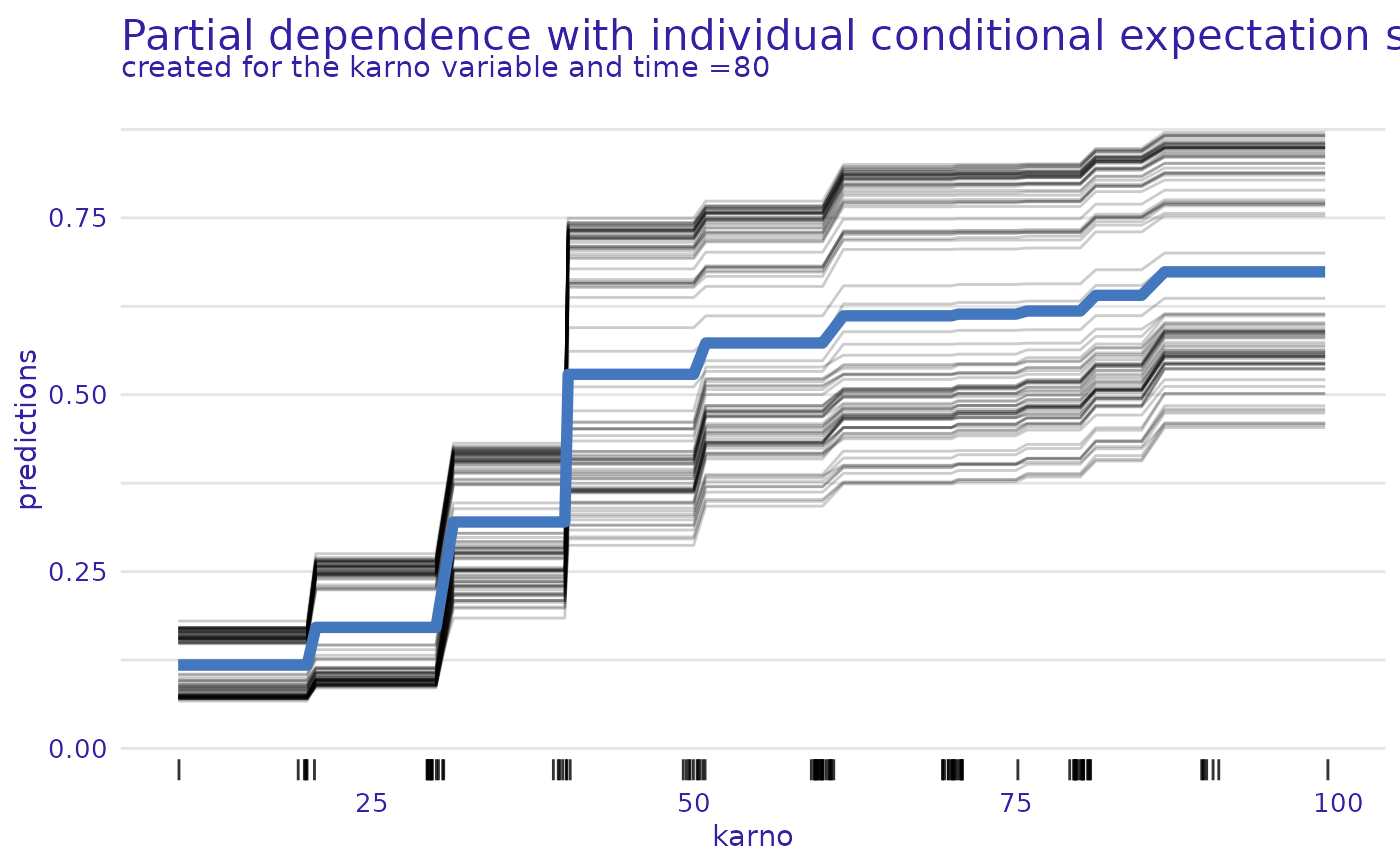 Partial dependence with individual conditional expectation s
created for the karno variable and time =80
predictions
0.75
0.50
0.25
0.00
25 50 75 100
karno